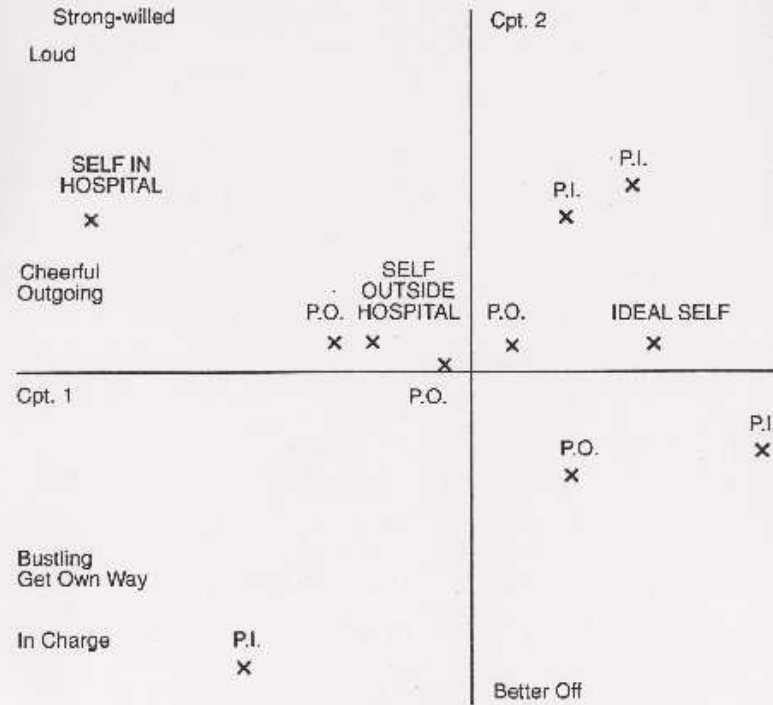 Strong-willed
Cpt. 2
Loud
P.I.
SELF IN
HOSPITAL
P.I.
Cheerful
Outgoing
SELF
OUTSIDE
HOSPITAL
P.O.
P.O.
IDEAL SELF
Cpt. 1
P.O.
P.I
P.O.
Bustling
Get Own Way
In Charge
P.I.
Better Off